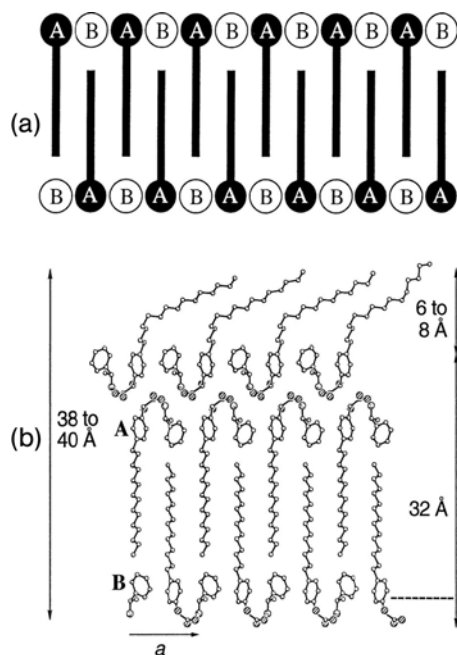 A B A B A B A B A B A B
(a)
B A B A B A B A B A B A
6 to
8 Å
38 to
40 Å
(b)
A
32 Å
B
a